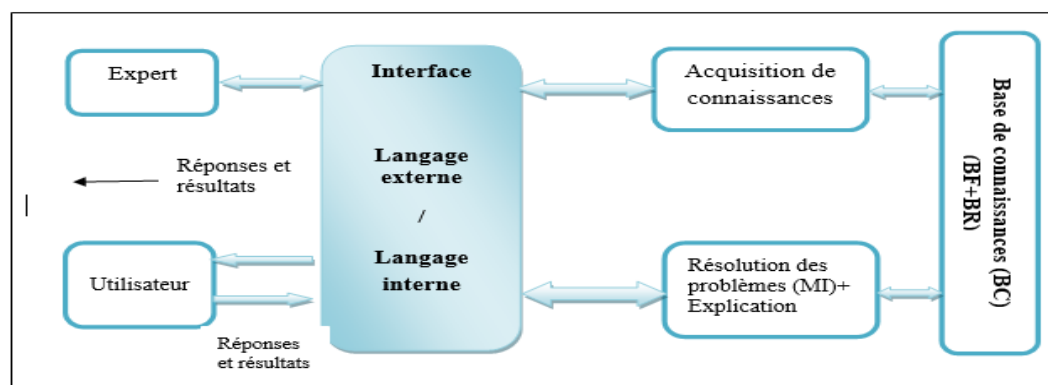 Expert
Réponses et
résultats
Utilisateur
Réponses
et résultats
Interface
Langage
externe
/
Langage
interne
Acquisition de
connaissances
Résolution des
problèmes (MI)+
Explication
Base de connaissances (BC)
(BF+BR)